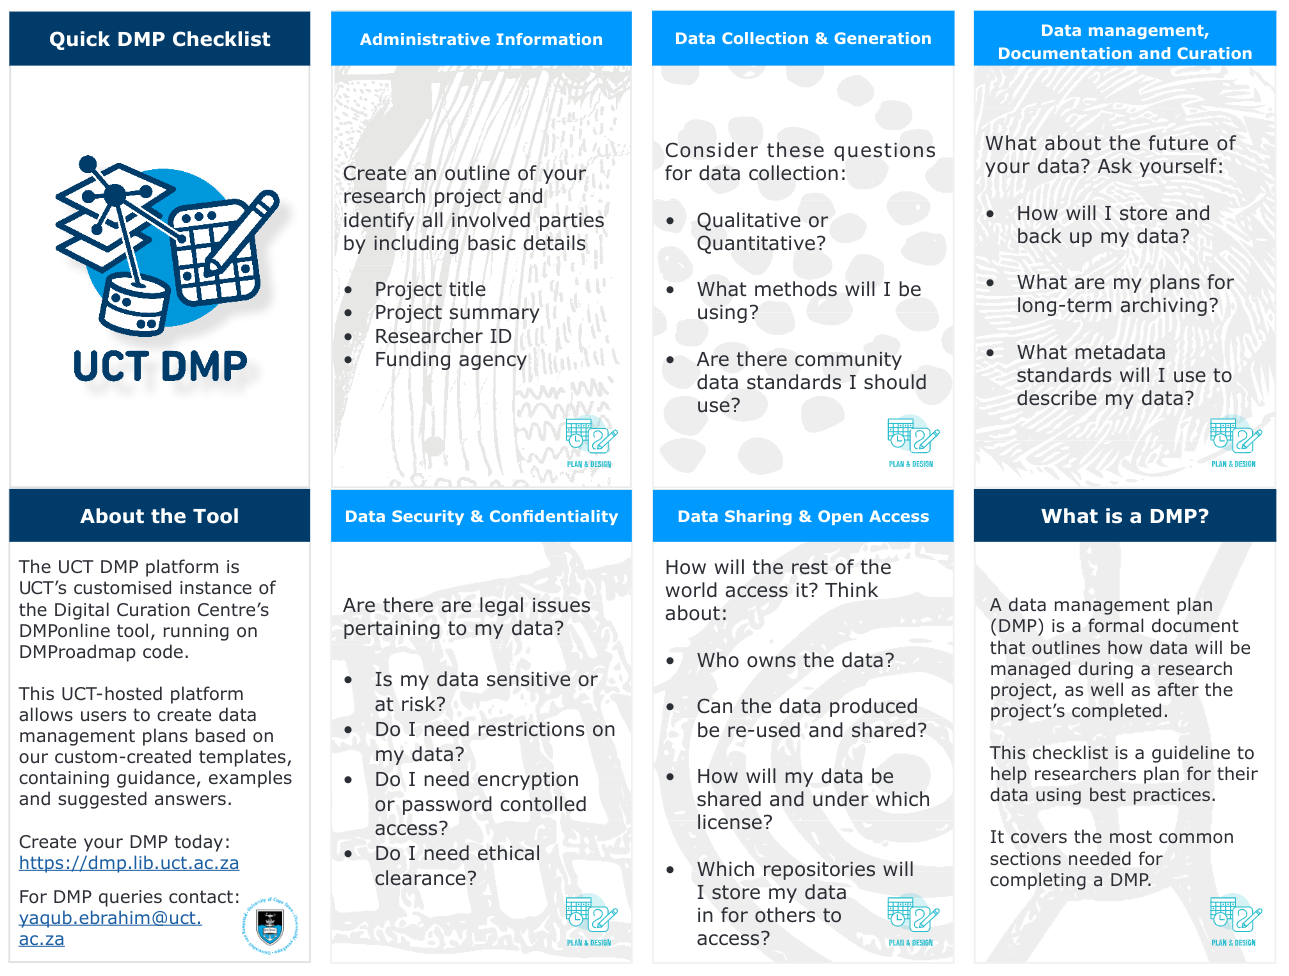 Quick DMP Checklist
UCT DMP
Administrative Information
Create an outline of your
research project and
identify all involved parties
by including basic details
• Project title
• Project summary
• Researcher ID
• Funding agency
PLAN & DESIGN
Data Collection & Generation
Consider these questions
for data collection:
• Qualitative or
Quantitative?
• What methods will I be
using?
• Are there community
data standards I should
use?
PLAN & DESIGN
Data management,
Documentation and Curation
What about the future of
your data? Ask yourself:
• How will I store and
back up my data?
• What are my plans for
long-term archiving?
• What metadata
standards will I use to
describe my data?
PLAN & DESIGN
About the Tool
The UCT DMP platform is
UCT’s customised instance of
the Digital Curation Centre’s
DMPonline tool, running on
DMProadmap code.
This UCT-hosted platform
allows users to create data
management plans based on
our custom-created templates,
containing guidance, examples
and suggested answers.
Create your DMP today:
https://dmp.lib.uct.ac.za
For DMP queries contact:
yaqub.ebrahim@uct.
ac.za
Data Security & Confidentiality
Are there are legal issues
pertaining to my data?
• Is my data sensitive or
at risk?
• Do I need restrictions on
my data?
• Do I need encryption
or password contolled
access?
• Do I need ethical
clearance?
PLAN & DESIGN
Data Sharing & Open Access
How will the rest of the
world access it? Think
about:
• Who owns the data?
• Can the data produced
be re-used and shared?
• How will my data be
shared and under which
license?
• Which repositories will
I store my data
in for others to
access?
PLAN & DESIGN
What is a DMP?
A data management plan
(DMP) is a formal document
that outlines how data will be
managed during a research
project, as well as after the
project’s completed.
This checklist is a guideline to
help researchers plan for their
data using best practices.
It covers the most common
sections needed for
completing a DMP.
PLAN & DESIGN